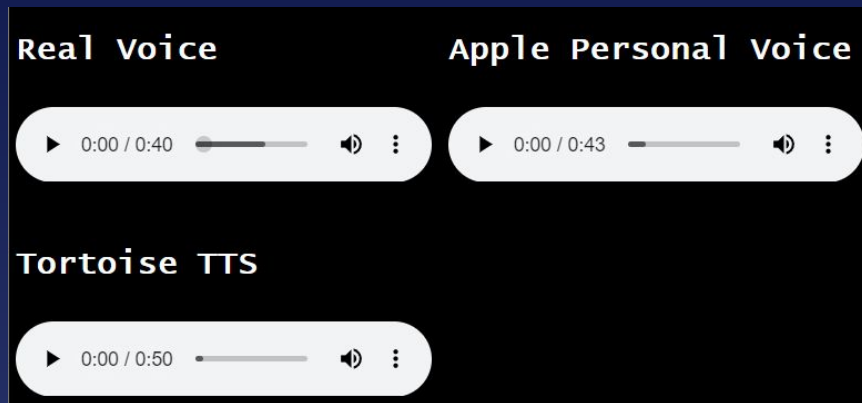 Real Voice
0:00 / 0:40
Apple Personal Voice
0:00 / 0:43
Tortoise TTS
0:00 / 0:50